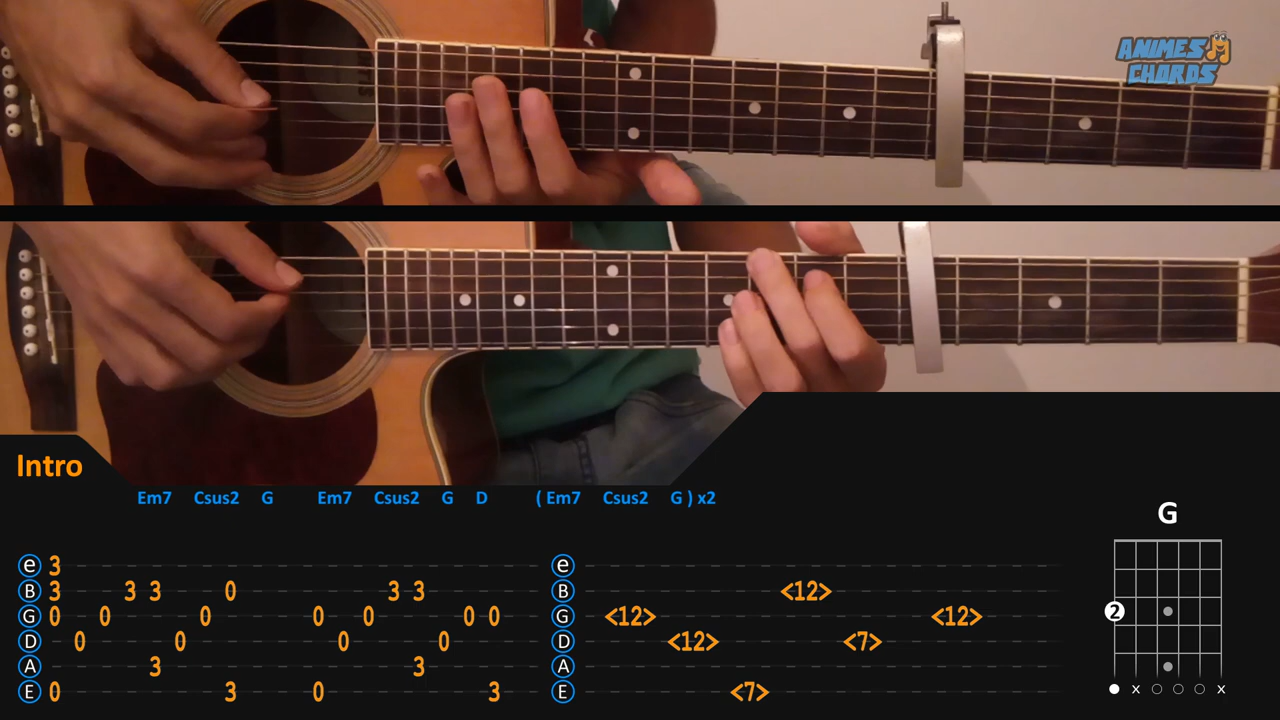 ANIMES
CHORDS
Intro
Em7 Csus2 G Em7 Csus2 G D ( Em7 Csus2 G ) x2
G
e 3 e
B 3 3 3 0 3 3 B <12>
G 0 0 0 0 0 0 0 G <12> <12>
D 0 0 0 0 D <12> <7>
A 3 3 A
E 0 3 0 3 E <7>
2
x x